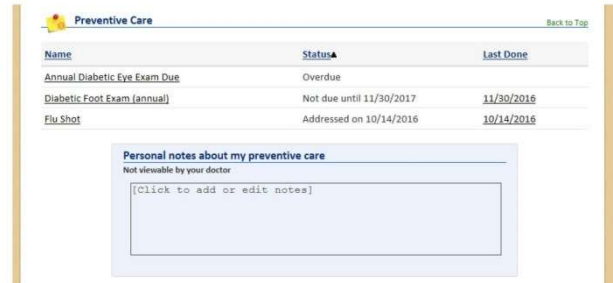 Preventive Care
Back to Top
Name Status▲ Last Done
Annual Diabetic Eye Exam Due Overdue
Diabetic Foot Exam (annual) Not due until 11/30/2017 11/30/2016
Flu Shot Addressed on 10/14/2016 10/14/2016
Personal notes about my preventive care
Not viewable by your doctor
[Click to add or edit notes]